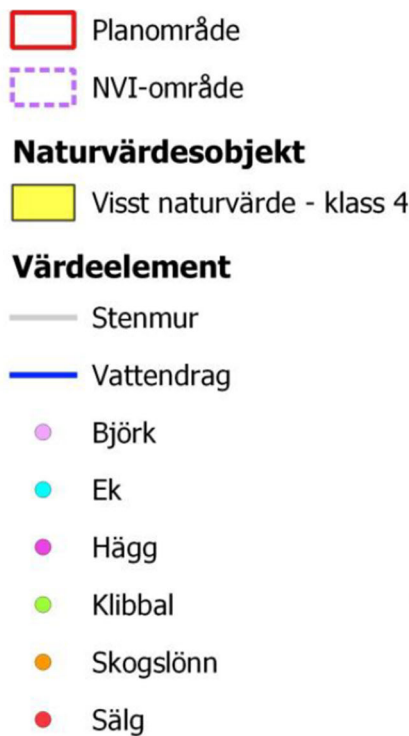 Planområde
NVI-område
Naturvärdesobjekt
Visst naturvärde - klass 4
Värdeelement
Stenmur
Vattendrag
Björk
Ek
Hägg
Klibbal
Skogslönn
Sälg